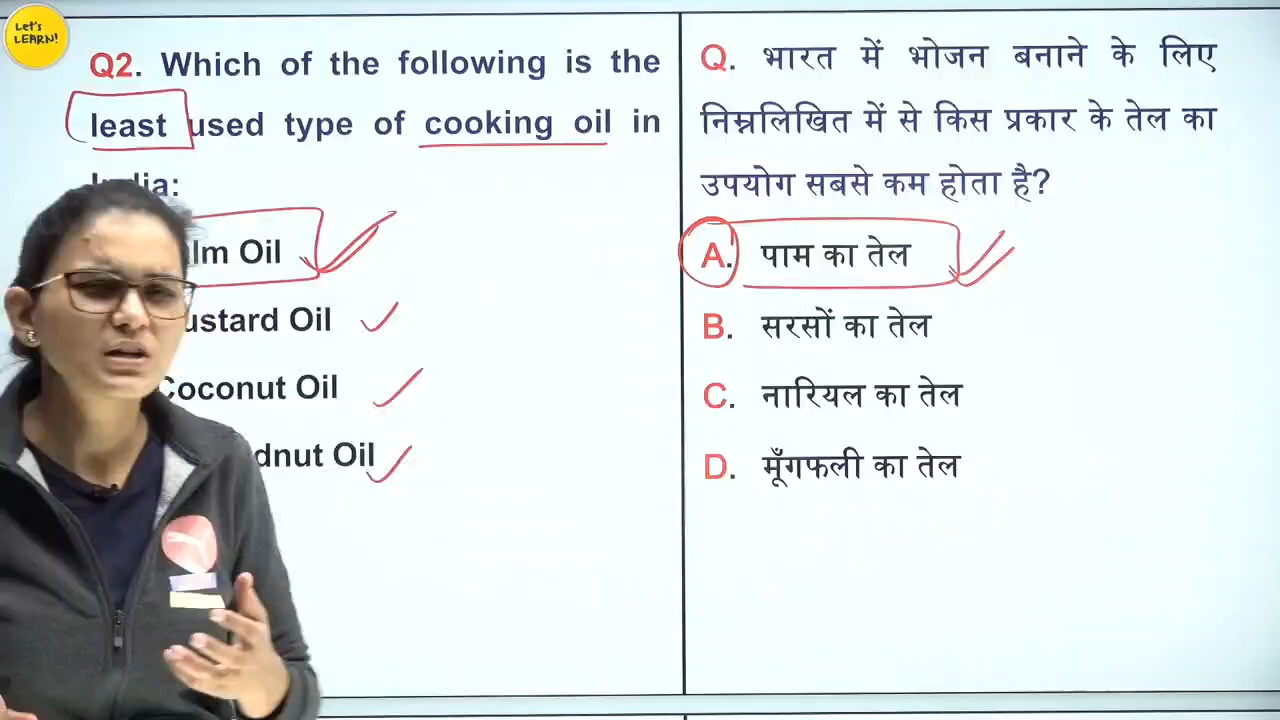 Let's
LEARN!
Q2. Which of the following is the
least used type of cooking oil in
India:
lm Oil
ustard Oil
Coconut Oil
dnut Oil
Q. भारत में भोजन बनाने के लिए
निम्नलिखित में से किस प्रकार के तेल का
उपयोग सबसे कम होता है?
A. पाम का तेल
B. सरसों का तेल
C. नारियल का तेल
D. मूँगफली का तेल